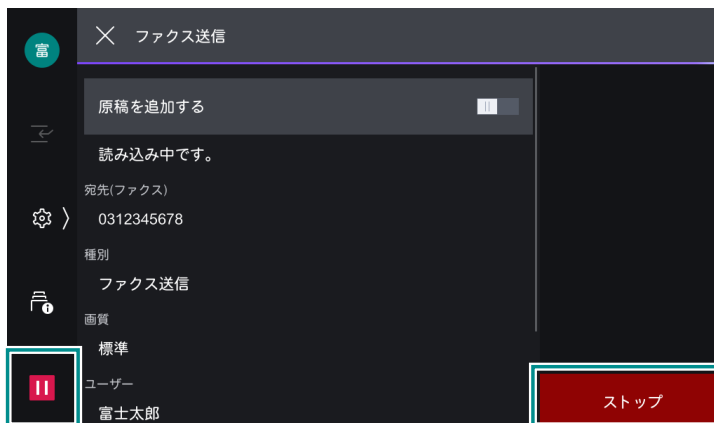 富
ファクス送信
原稿を追加する
読み込み中です。
宛先(ファクス)
0312345678
種別
ファクス送信
画質
標準
ユーザー
富士太郎
ストップ